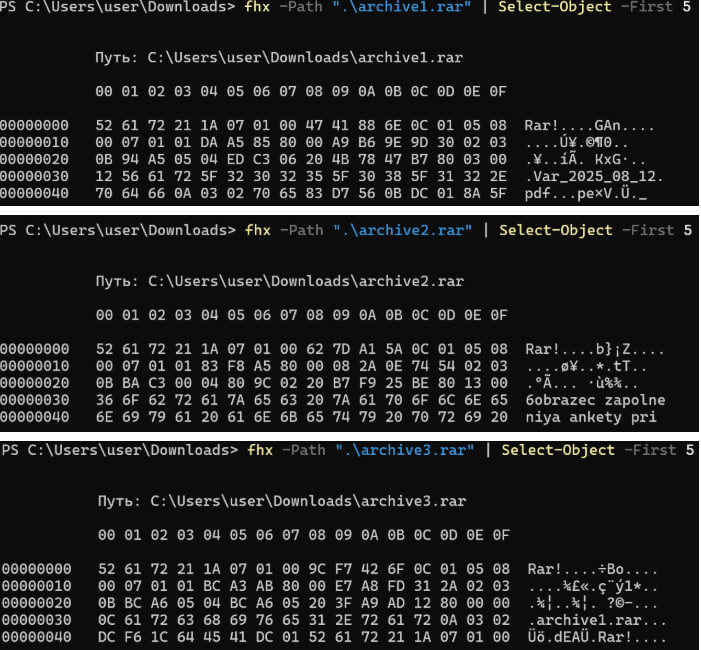 PS C:\Users\user\Downloads> fhx -Path ".\archive1.rar" | Select-Object -First 5
Путь: C:\Users\user\Downloads\archive1.rar
00 01 02 03 04 05 06 07 08 09 0A 0B 0C 0D 0E 0F
00000000 52 61 72 21 1A 07 01 00 47 41 88 6E 0C 01 05 08 Rar!....GAn....
00000010 00 07 01 01 DA A5 85 80 00 A9 B6 9E 9D 30 02 03 ....Ú¥.©¶0..
00000020 0B 94 A5 05 04 ED C3 06 20 4B 78 47 B7 80 03 00 .¥..íÃ. KxG·..
00000030 12 56 61 72 5F 32 30 32 35 5F 30 38 5F 31 32 2E .Var_2025_08_12.
00000040 70 64 66 0A 03 02 70 65 83 D7 56 0B DC 01 8A 5F pdf...pe×V.Ü._
PS C:\Users\user\Downloads> fhx -Path ".\archive2.rar" | Select-Object -First 5
Путь: C:\Users\user\Downloads\archive2.rar
00 01 02 03 04 05 06 07 08 09 0A 0B 0C 0D 0E 0F
00000000 52 61 72 21 1A 07 01 00 62 7D A1 5A 0C 01 05 08 Rar!....b}¡Z....
00000010 00 07 01 01 83 F8 A5 80 00 08 2A 0E 74 54 02 03 ....ø¥..*.tT..
00000020 0B BA C3 00 04 80 9C 02 20 B7 F9 25 BE 80 13 00 .ºÃ... ·ù%¾..
00000030 36 6F 62 72 61 7A 65 63 20 7A 61 70 6F 6C 6E 65 6obrazec zapolne
00000040 6E 69 79 61 20 61 6E 6B 65 74 79 20 70 72 69 20 niya ankety pri
PS C:\Users\user\Downloads> fhx -Path ".\archive3.rar" | Select-Object -First 5
Путь: C:\Users\user\Downloads\archive3.rar
00 01 02 03 04 05 06 07 08 09 0A 0B 0C 0D 0E 0F
00000000 52 61 72 21 1A 07 01 00 9C F7 42 6F 0C 01 05 08 Rar!....÷Bo....
00000010 00 07 01 01 BC A3 AB 80 00 E7 A8 FD 31 2A 02 03 ....¼£«.ç¨ý1*..
00000020 0B BC A6 05 04 BC A6 05 20 3F A9 AD 12 80 00 00 .¼¦..¼¦. ?©-...
00000030 0C 61 72 63 68 69 76 65 31 2E 72 61 72 0A 03 02 .archive1.rar...
00000040 DC F6 1C 64 45 41 DC 01 52 61 72 21 1A 07 01 00 Üö.dEAÜ.Rar!....